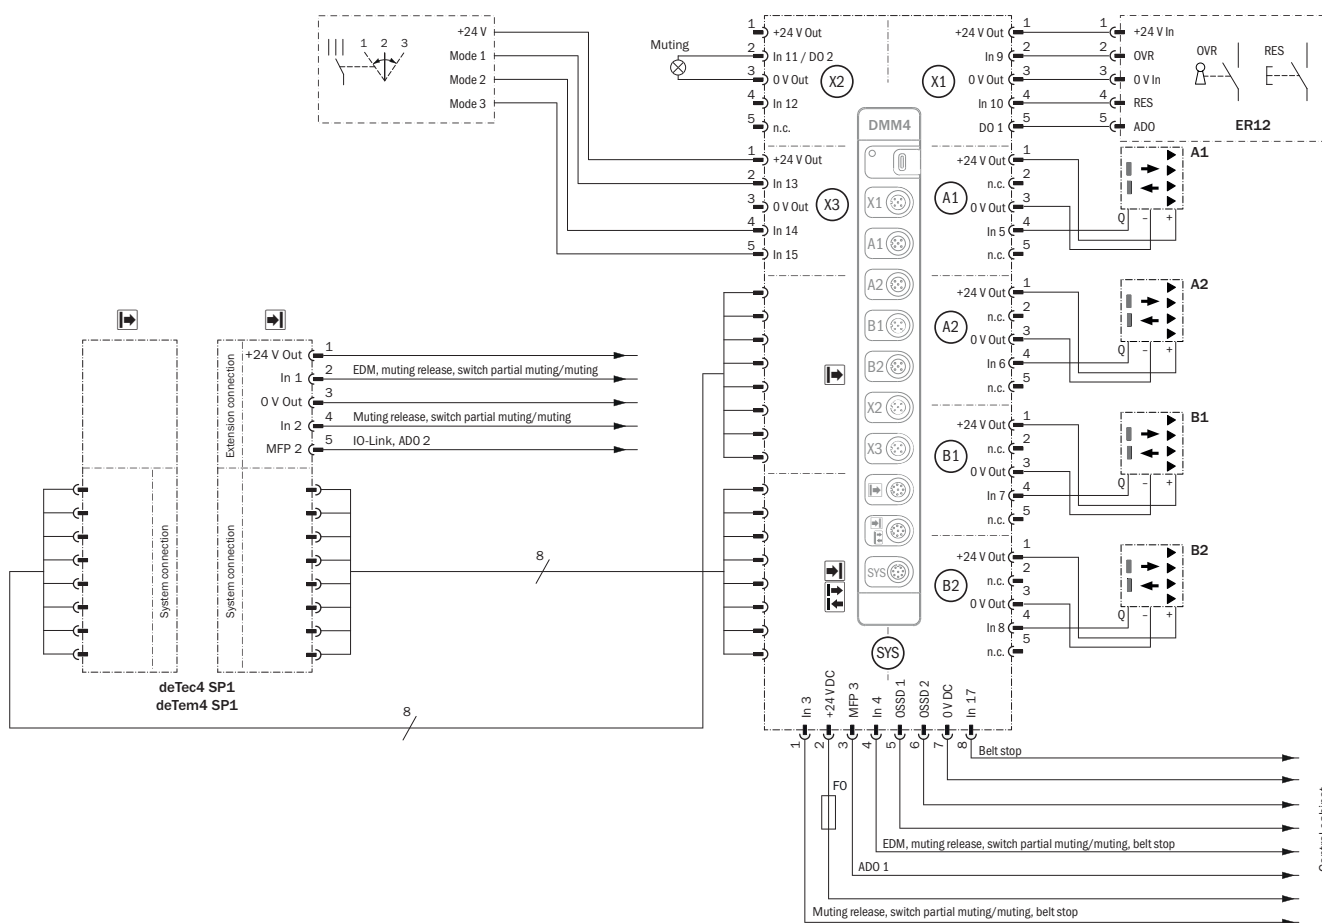 +24 V
Mode 1
Mode 2
Mode 3
1 2 3
Muting
1 +24 V Out
2 In 11 / DO 2
3 0 V Out
4 In 12
5 n.c.
X2
1 +24 V Out
2 In 13
3 0 V Out
4 In 14
5 In 15
X3
+24 V Out 1
In 9 2
0 V Out 3
In 10 4
DO 1 5
X1
1 +24 V In
2 OVR
3 0 V In
4 RES
5 ADO
OVR RES
ER12
DMM4
X1
A1
A2
B1
B2
X2
X3
SYS
SYS
+24 V Out 1
n.c. 2
0 V Out 3
In 5 4
n.c. 5
A1
A1
Q – +
+24 V Out 1
n.c. 2
0 V Out 3
In 6 4
n.c. 5
A2
A2
Q – +
+24 V Out 1
n.c. 2
0 V Out 3
In 7 4
n.c. 5
B1
B1
Q – +
+24 V Out 1
n.c. 2
0 V Out 3
In 8 4
n.c. 5
B2
B2
Q – +
Extension connection
+24 V Out 1
In 1 2 EDM, muting release, switch partial muting/muting
0 V Out 3
In 2 4 Muting release, switch partial muting/muting
MFP 2 5 IO-Link, ADO 2
System connection
System connection
8
8
deTec4 SP1
deTem4 SP1
In 3
+24 V DC
MFP 3
In 4
OSSD 1
OSSD 2
0 V DC
In 17
1 2 3 4 5 6 7 8
Belt stop
F0
EDM, muting release, switch partial muting/muting, belt stop
ADO 1
Muting release, switch partial muting/muting, belt stop